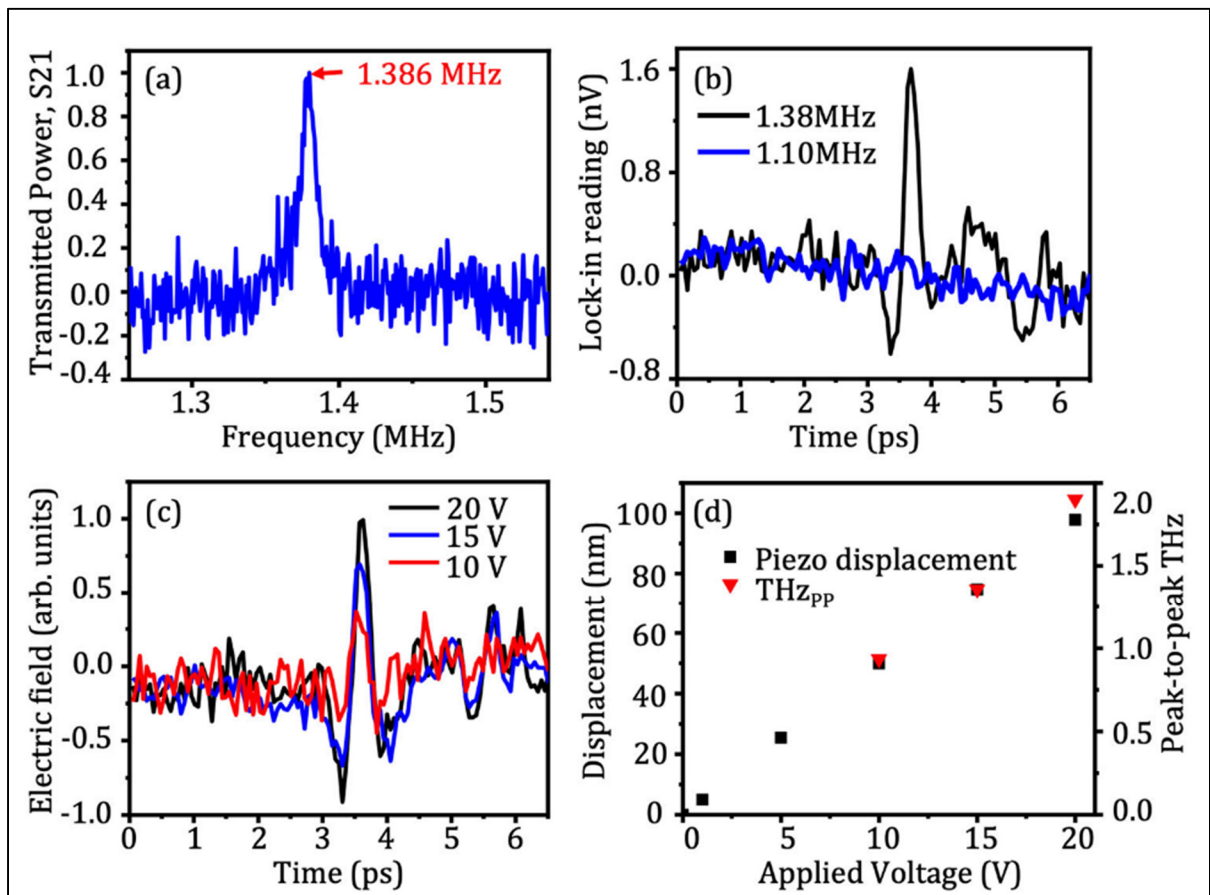 (a)
1.386 MHz
Transmitted Power, S21
1.0
0.8
0.6
0.4
0.2
0.0
-0.2
-0.4
1.3
1.4
1.5
Frequency (MHz)
(b)
1.38MHz
1.10MHz
Lock-in reading (nV)
1.6
0.8
0.0
-0.8
0 1 2 3 4 5 6
Time (ps)
(c)
20 V
15 V
10 V
Electric field (arb. units)
1.0
0.5
0.0
-0.5
-1.0
0 1 2 3 4 5 6
Time (ps)
(d)
Piezo displacement
THzPP
Displacement (nm)
100
80
60
40
20
0
Peak-to-peak THz
2.0
1.5
1.0
0.5
0.0
0 5 10 15 20
Applied Voltage (V)